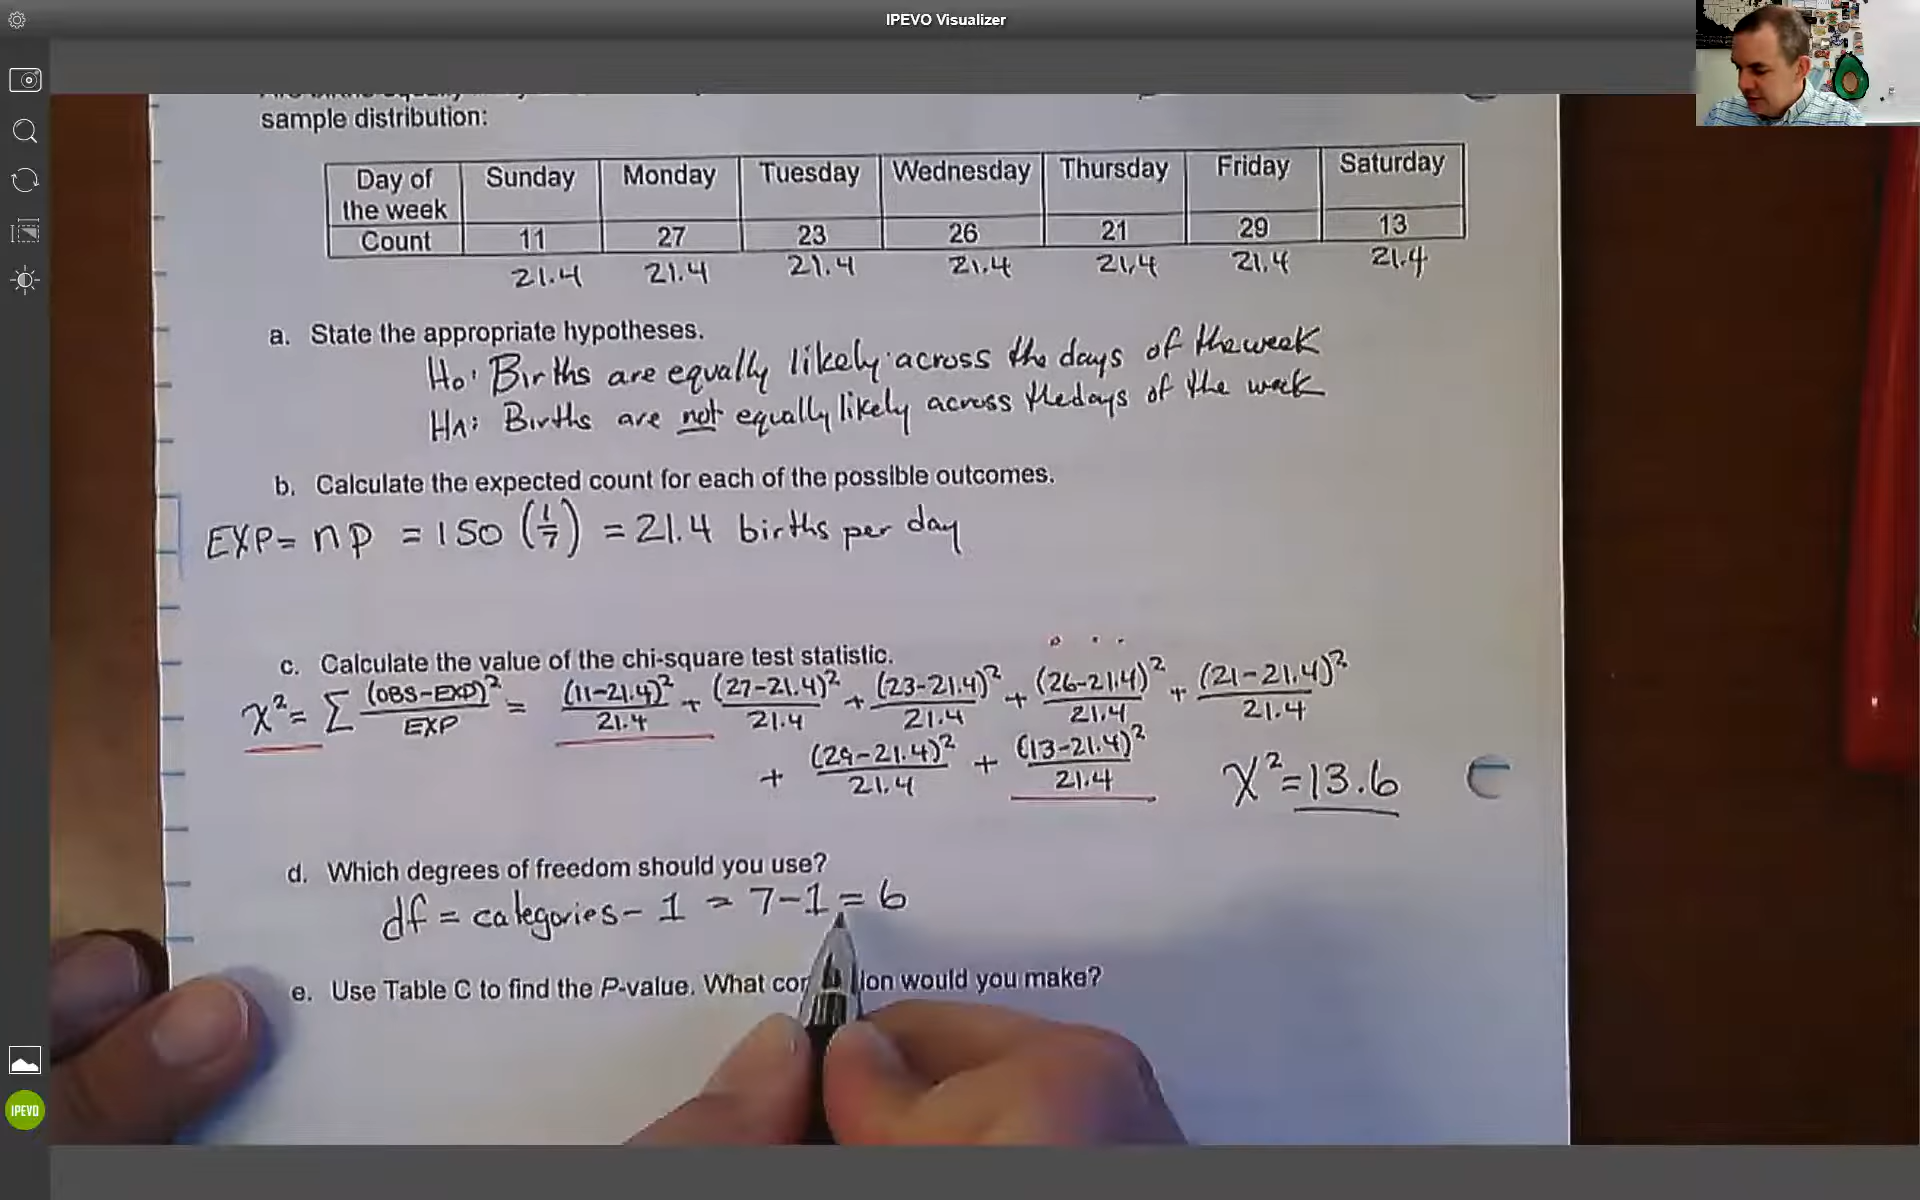 IPEVO Visualizer
sample distribution:
Day of the week Sunday Monday Tuesday Wednesday Thursday Friday Saturday
Count 11 27 23 26 21 29 13
21.4 21.4 21.4 21.4 21.4 21.4 21.4
a. State the appropriate hypotheses.
Ho: Births are equally likely across the days of the week
HA: Births are not equally likely across the days of the week
b. Calculate the expected count for each of the possible outcomes.
EXP = np = 150 (1/7) = 21.4 births per day
c. Calculate the value of the chi-square test statistic.
χ² = Σ (OBS-EXP)²/EXP = (11-21.4)²/21.4 + (27-21.4)²/21.4 + (23-21.4)²/21.4 + (26-21.4)²/21.4 + (21-21.4)²/21.4
+ (29-21.4)²/21.4 + (13-21.4)²/21.4 χ² = 13.6
d. Which degrees of freedom should you use?
df = categories - 1 = 7-1 = 6
e. Use Table C to find the P-value. What would you make?
IPEVO